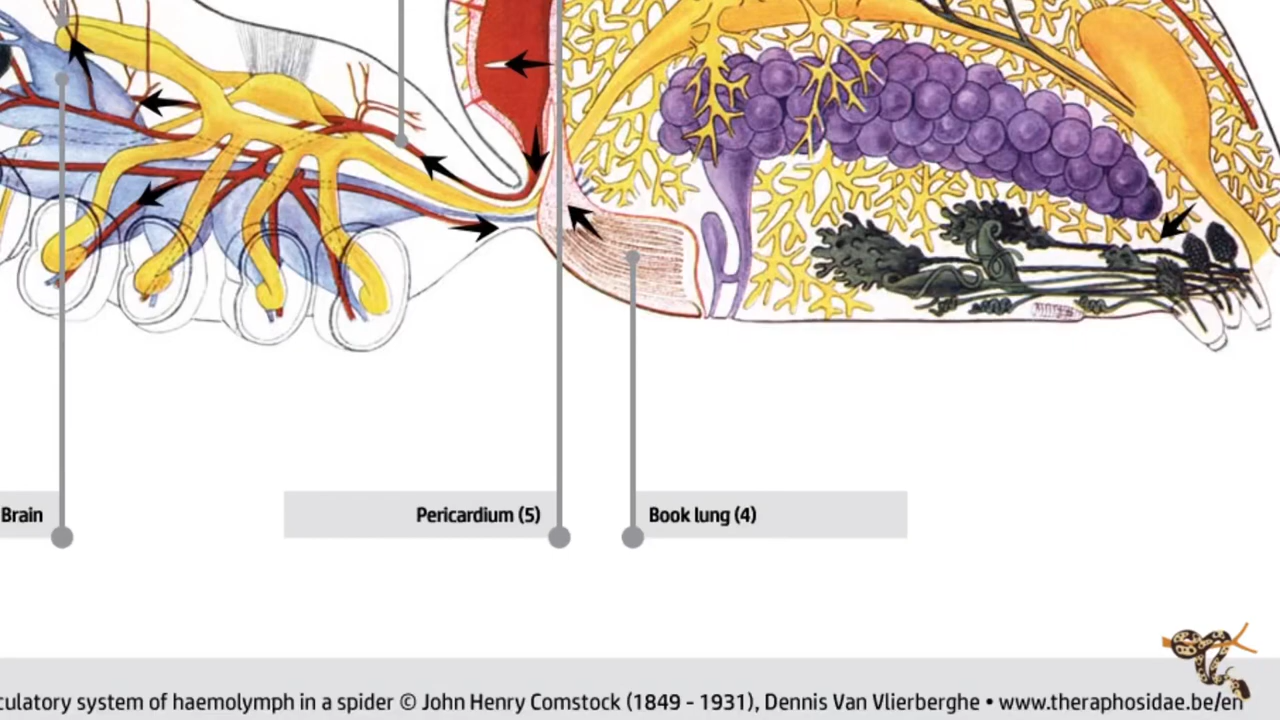 Brain
Pericardium (5)
Book lung (4)
culatory system of haemolymph in a spider © John Henry Comstock (1849 - 1931), Dennis Van Vlierberghe • www.theraphosidae.be/en